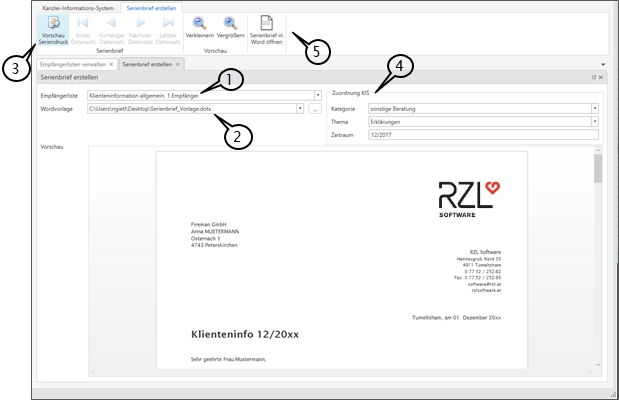 Kanzlei-Informations-System Serienbrief erstellen
Vorschau Seriendruck
Erster Datensatz
Vorheriger Datensatz
Nächster Datensatz
Letzter Datensatz
Verkleinern Vergrößern
Serienbrief in Word öffnen
Serienbrief Vorschau
3
5
Empfängerlisten verwalten Serienbrief erstellen
Serienbrief erstellen
1
4
Empfängerliste Klienteninformation allgemein, 1 Empfänger
Wordvorlage C:\Users\ngietl\Desktop\Serienbrief_Vorlage.dotx ...
2
Zuordnung KIS
Kategorie sonstige Beratung
Thema Erklärungen
Zeitraum 12/2017
Vorschau
RZL
SOFTWARE
Fireman GmbH
Anna MUSTERMANN
Osternach 1
4743 Peterskirchen
RZL Software
Hannesgrub Nord 35
4911 Tumeltsham
0 77 52 / 252-82
Fax: 0 77 52 / 252-95
software@rzl.at
rzlsoftware.at
Tumeltsham, am 01. Dezember 20xx
Klienteninfo 12/20xx
Sehr geehrte Frau Mustermann,